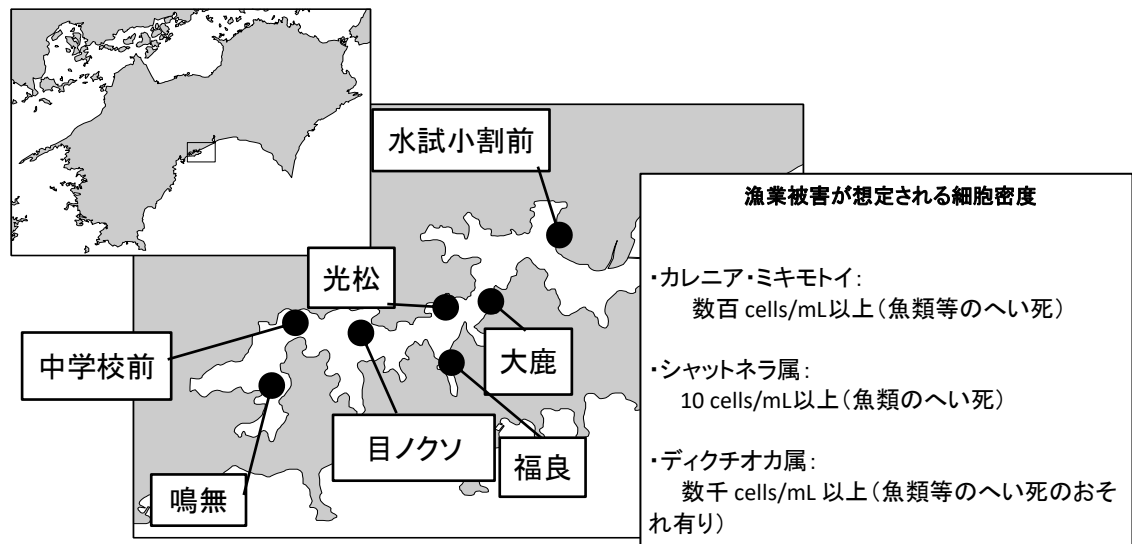 水試小割前
光松
中学校前
大鹿
目ノクソ
福良
鳴無
漁業被害が想定される細胞密度
・カレニア・ミキモトイ:
数百 cells/mL以上(魚類等のへい死)
・シャットネラ属:
10 cells/mL以上(魚類のへい死)
・ディクチオカ属:
数千 cells/mL 以上(魚類等のへい死のおそ
れ有り)